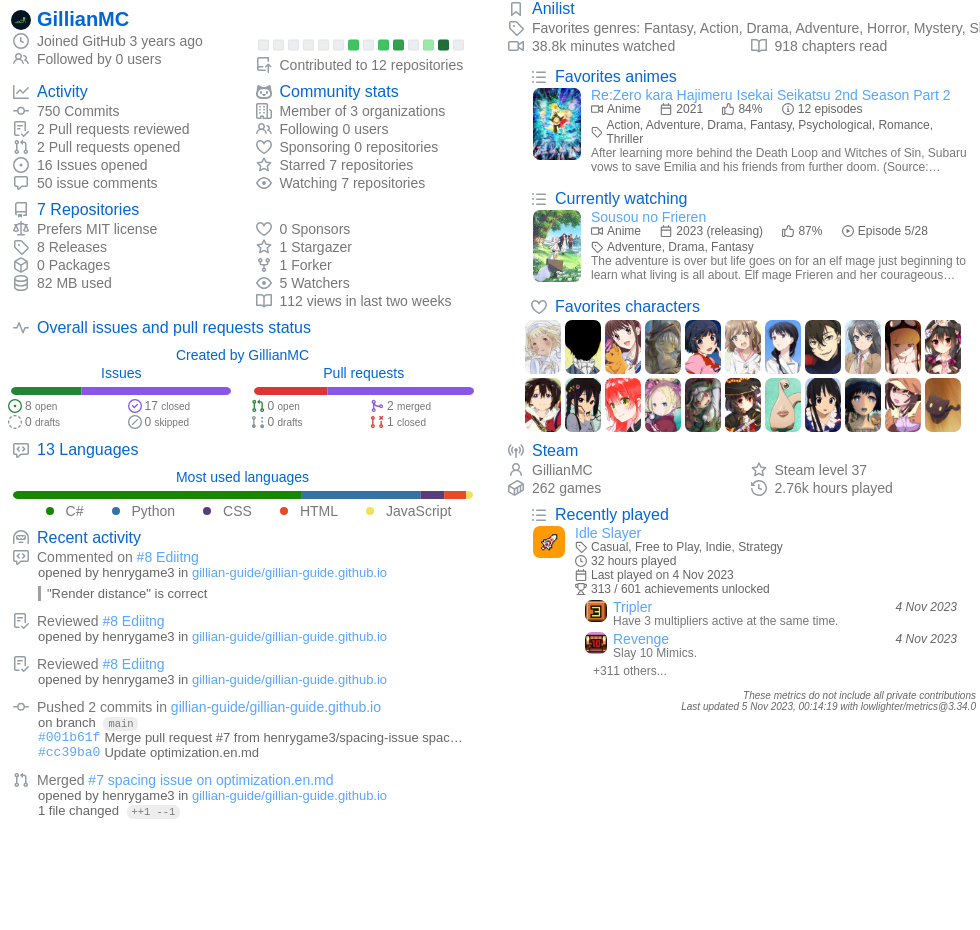 GillianMC
Joined GitHub 3 years ago
Followed by 0 users
Contributed to 12 repositories
Activity
750 Commits
2 Pull requests reviewed
2 Pull requests opened
16 Issues opened
50 issue comments
Community stats
Member of 3 organizations
Following 0 users
Sponsoring 0 repositories
Starred 7 repositories
Watching 7 repositories
7 Repositories
Prefers MIT license
8 Releases
0 Packages
82 MB used
0 Sponsors
1 Stargazer
1 Forker
5 Watchers
112 views in last two weeks
Overall issues and pull requests status
Created by GillianMC
Issues
8 open
17 closed
0 drafts
0 skipped
Pull requests
0 open
2 merged
0 drafts
1 closed
13 Languages
Most used languages
C# Python CSS HTML JavaScript
Recent activity
Commented on #8 Ediitng
opened by henrygame3 in gillian-guide/gillian-guide.github.io
"Render distance" is correct
Reviewed #8 Ediitng
opened by henrygame3 in gillian-guide/gillian-guide.github.io
Reviewed #8 Ediitng
opened by henrygame3 in gillian-guide/gillian-guide.github.io
Pushed 2 commits in gillian-guide/gillian-guide.github.io
on branch main
#001b61f Merge pull request #7 from henrygame3/spacing-issue spac…
#cc39ba0 Update optimization.en.md
Merged #7 spacing issue on optimization.en.md
opened by henrygame3 in gillian-guide/gillian-guide.github.io
1 file changed ++1 --1
Anilist
Favorites genres: Fantasy, Action, Drama, Adventure, Horror, Mystery, Sl
38.8k minutes watched
918 chapters read
Favorites animes
Re:Zero kara Hajimeru Isekai Seikatsu 2nd Season Part 2
Anime 2021 84% 12 episodes
Action, Adventure, Drama, Fantasy, Psychological, Romance,
Thriller
After learning more behind the Death Loop and Witches of Sin, Subaru
vows to save Emilia and his friends from further doom. (Source:…
Currently watching
Sousou no Frieren
Anime 2023 (releasing) 87% Episode 5/28
Adventure, Drama, Fantasy
The adventure is over but life goes on for an elf mage just beginning to
learn what living is all about. Elf mage Frieren and her courageous…
Favorites characters
Steam
GillianMC
262 games
Steam level 37
2.76k hours played
Recently played
Idle Slayer
Casual, Free to Play, Indie, Strategy
32 hours played
Last played on 4 Nov 2023
313 / 601 achievements unlocked
Tripler 4 Nov 2023
Have 3 multipliers active at the same time.
Revenge 4 Nov 2023
Slay 10 Mimics.
+311 others...
These metrics do not include all private contributions
Last updated 5 Nov 2023, 00:14:19 with lowlighter/metrics@3.34.0